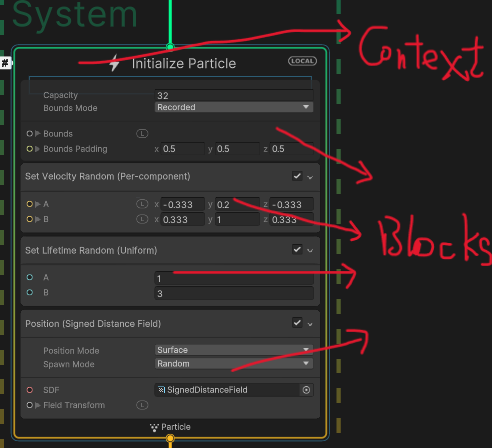 System
#
Initialize Particle LOCAL
Context
Capacity 32
Bounds Mode Recorded
Bounds L
Bounds Padding x 0.5 y 0.5 z 0.5
Set Velocity Random (Per-component)
A L x -0.333 y 0.2 z -0.333
B L x 0.333 y 1 z 0.333
Blocks
Set Lifetime Random (Uniform)
A 1
B 3
Position (Signed Distance Field)
Position Mode Surface
Spawn Mode Random
SDF SignedDistanceField
Field Transform L
Particle